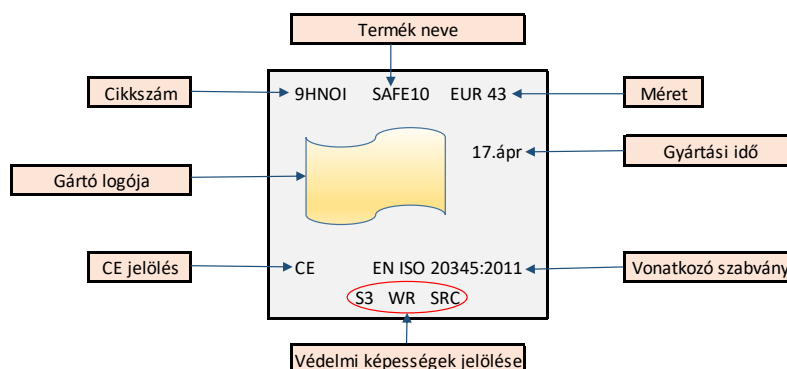 Termék neve
Cikkszám
9HNOI SAFE10 EUR 43
Méret
17.ápr
Gyártási idő
Gártó logója
CE jelölés
CE EN ISO 20345:2011
Vonatkozó szabvány
S3 WR SRC
Védelmi képességek jelölése